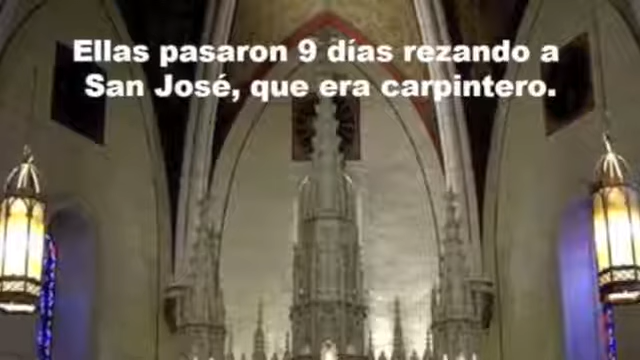 Ellas pasaron 9 días rezando a
San José, que era carpintero.